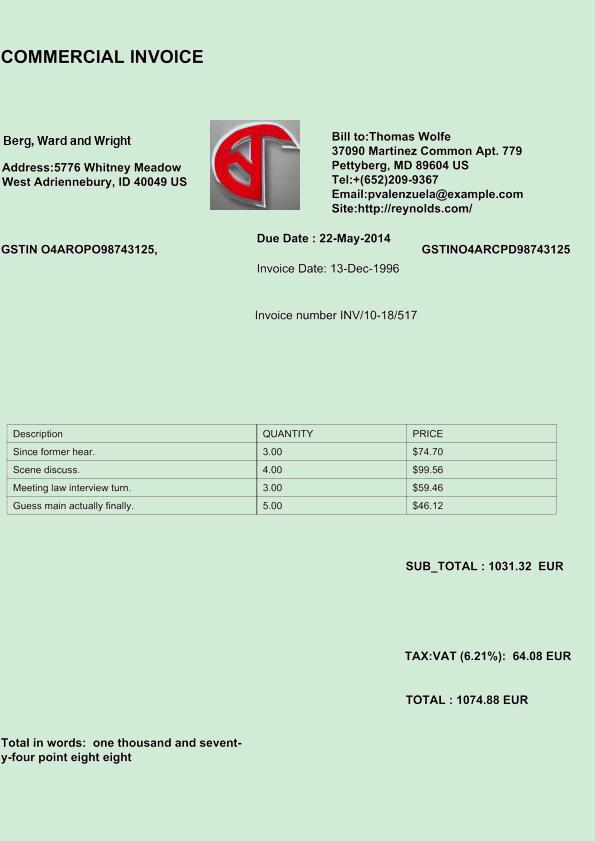 COMMERCIAL INVOICE
Berg, Ward and Wright
Address:5776 Whitney Meadow
West Adriennebury, ID 40049 US
Bill to:Thomas Wolfe
37090 Martinez Common Apt. 779
Pettyberg, MD 89604 US
Tel:+(652)209-9367
Email:pvalenzuela@example.com
Site:http://reynolds.com/
GSTIN O4AROPO98743125,
Due Date : 22-May-2014
GSTINO4ARCPD98743125
Invoice Date: 13-Dec-1996
Invoice number INV/10-18/517
Description QUANTITY PRICE
Since former hear. 3.00 $74.70
Scene discuss. 4.00 $99.56
Meeting law interview turn. 3.00 $59.46
Guess main actually finally. 5.00 $46.12
SUB_TOTAL : 1031.32  EUR
TAX:VAT (6.21%):  64.08 EUR
TOTAL : 1074.88 EUR
Total in words:  one thousand and sevent-
y-four point eight eight